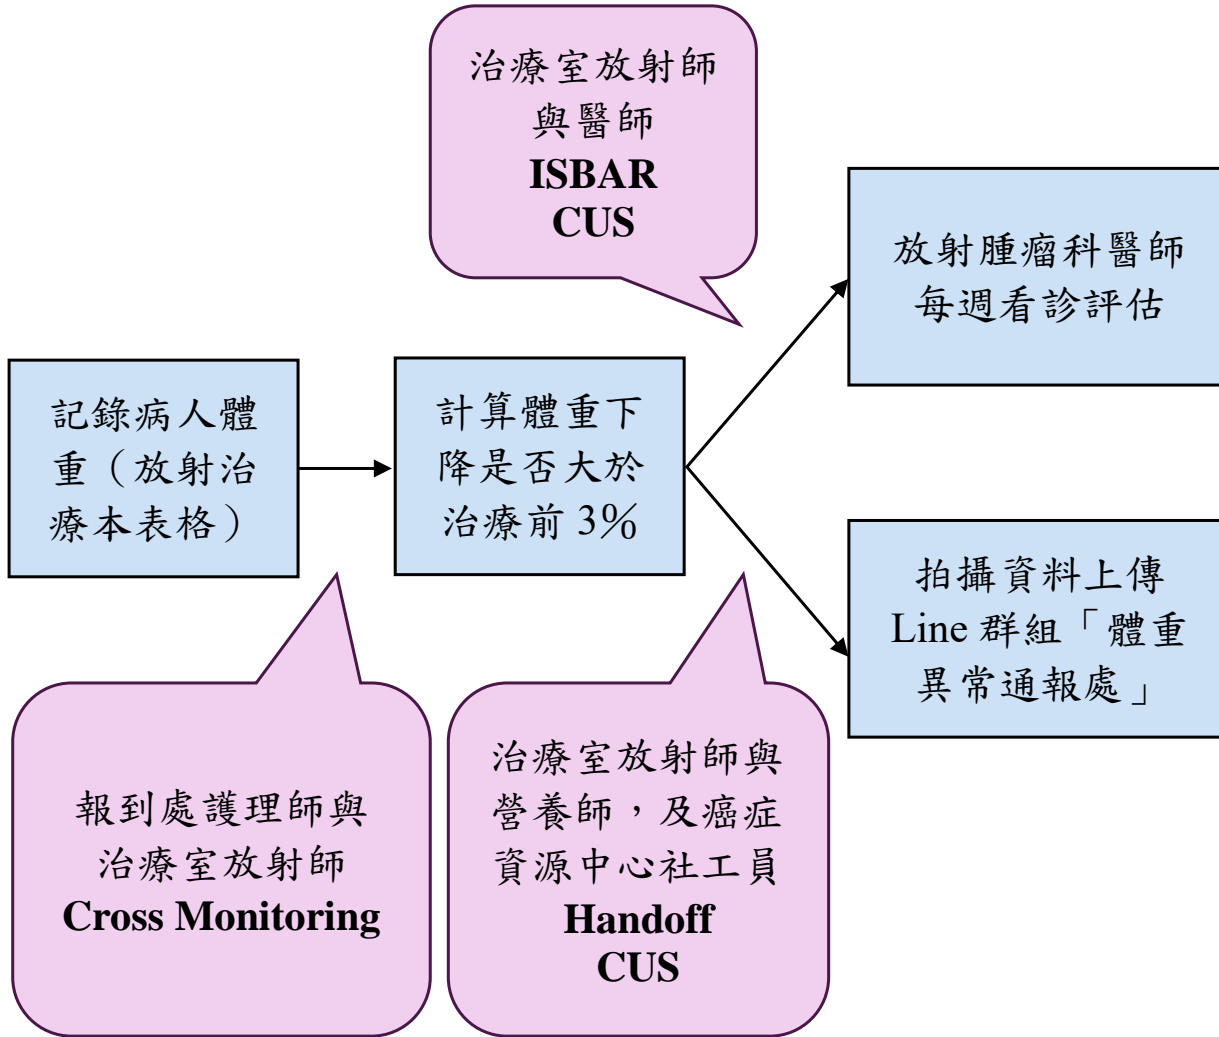 治療室放射師
與醫師
ISBAR
CUS
放射腫瘤科醫師
每週看診評估
記錄病人體
重（放射治
療本表格）
計算體重下
降是否大於
治療前 3%
拍攝資料上傳
Line 群組「體重
異常通報處」
報到處護理師與
治療室放射師
Cross Monitoring
治療室放射師與
營養師，及癌症
資源中心社工員
Handoff
CUS